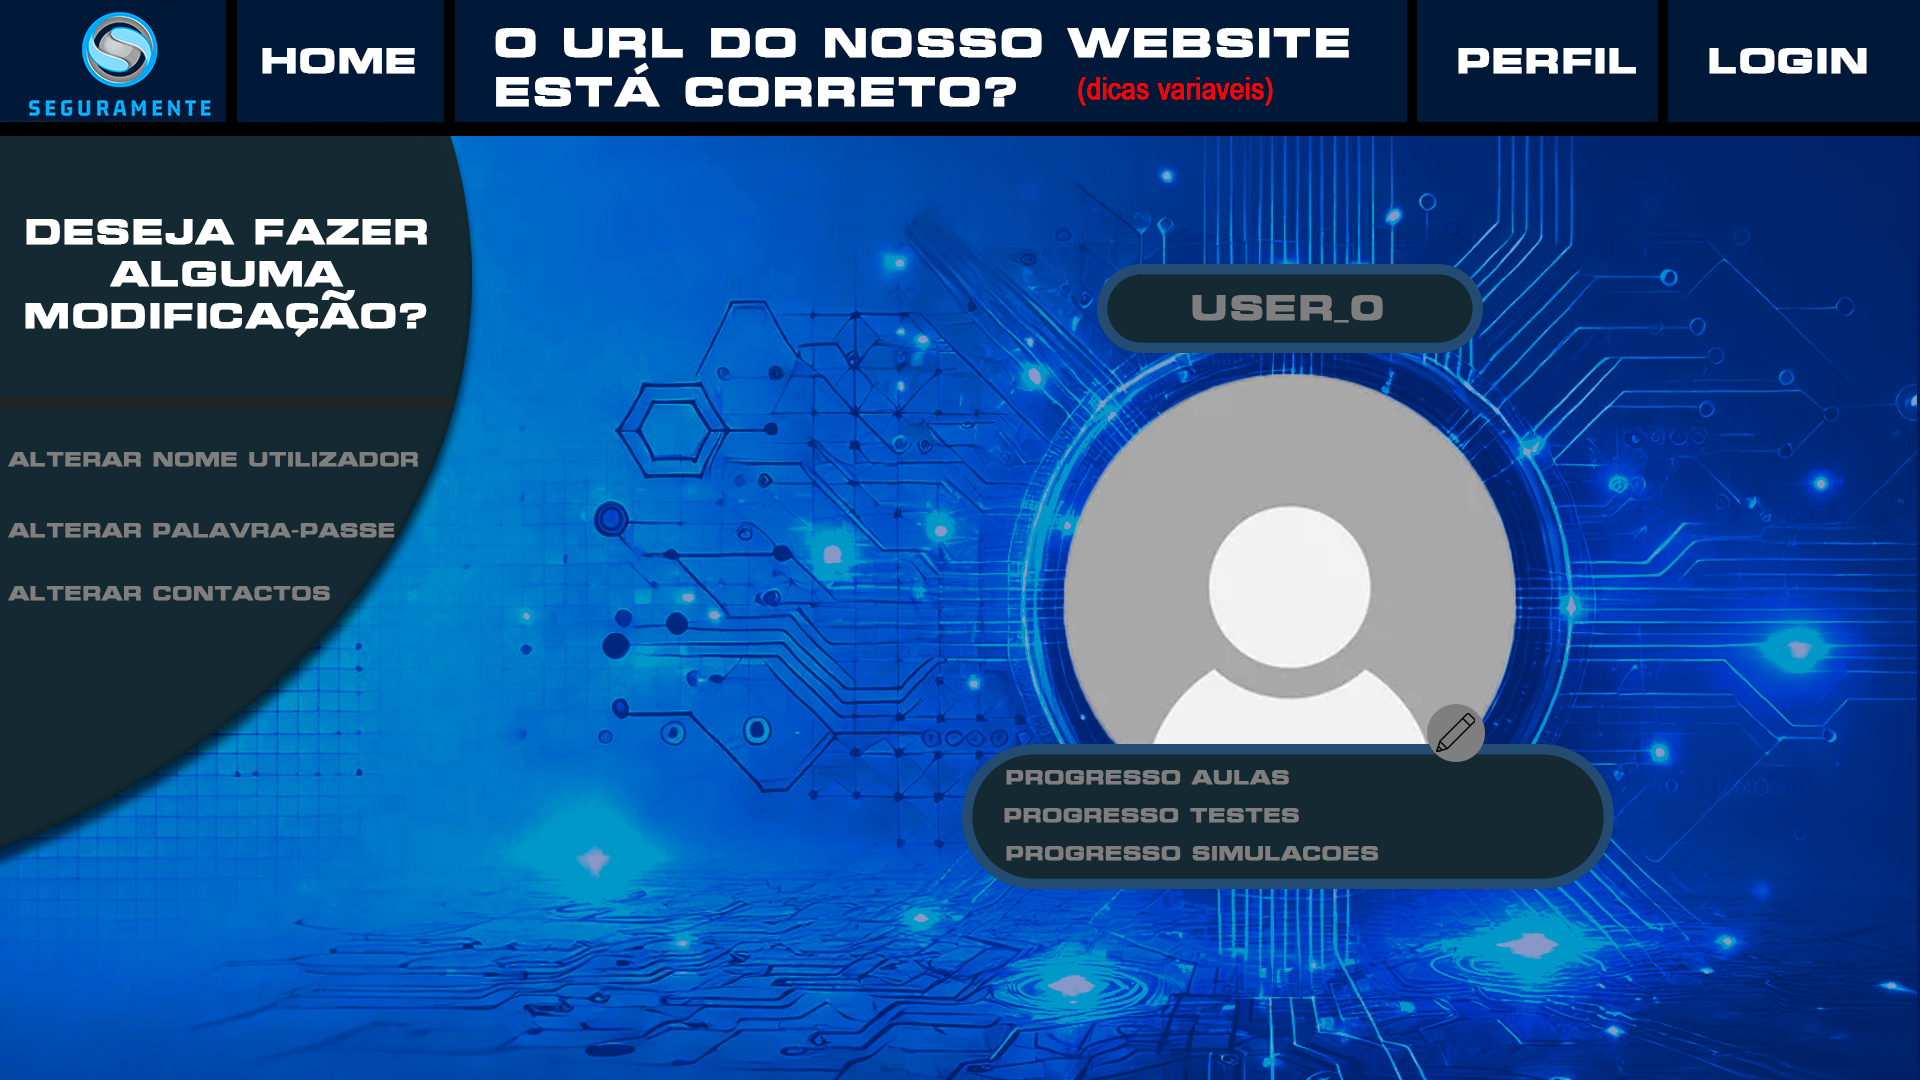 SEGURAMENTE
HOME
O URL DO NOSSO WEBSITE
ESTÁ CORRETO? (dicas variaveis)
PERFIL
LOGIN
DESEJA FAZER
ALGUMA
MODIFICAÇÃO?
ALTERAR NOME UTILIZADOR
ALTERAR PALAVRA-PASSE
ALTERAR CONTACTOS
USER_0
PROGRESSO AULAS
PROGRESSO TESTES
PROGRESSO SIMULACOES